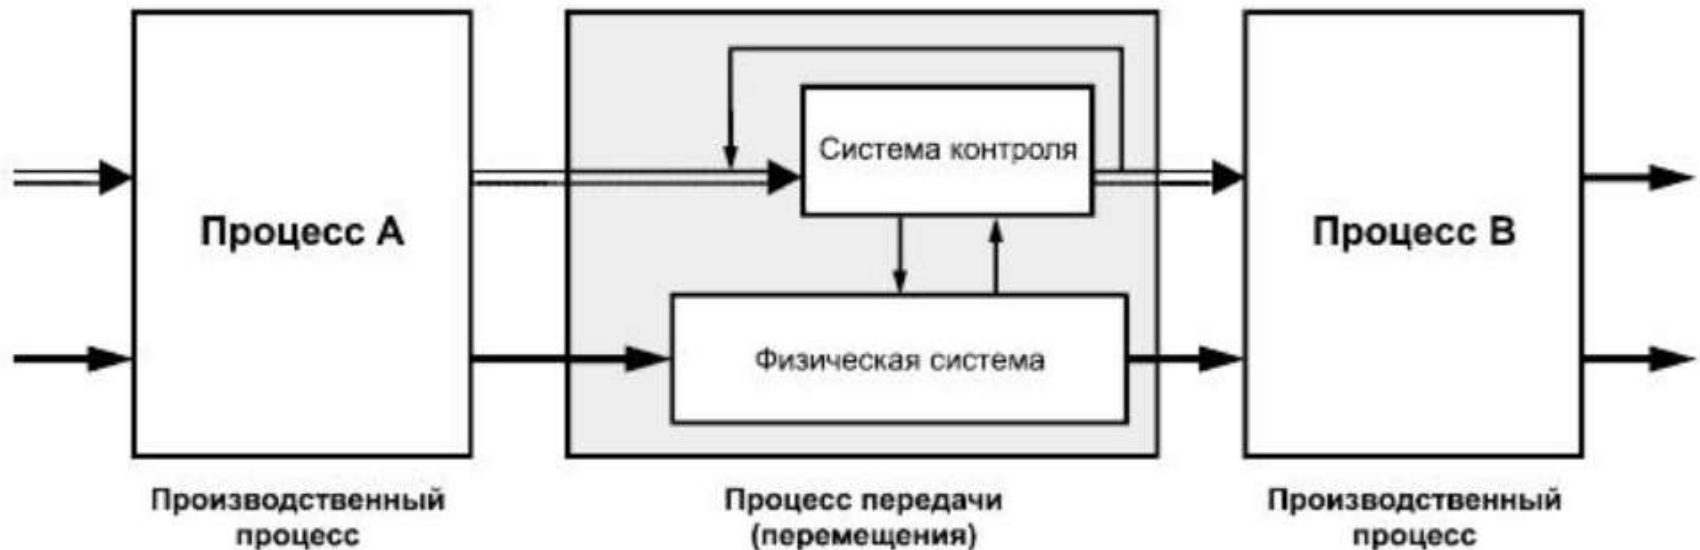 Процесс А
Система контроля
Физическая система
Процесс В
Производственный
процесс
Процесс передачи
(перемещения)
Производственный
процесс